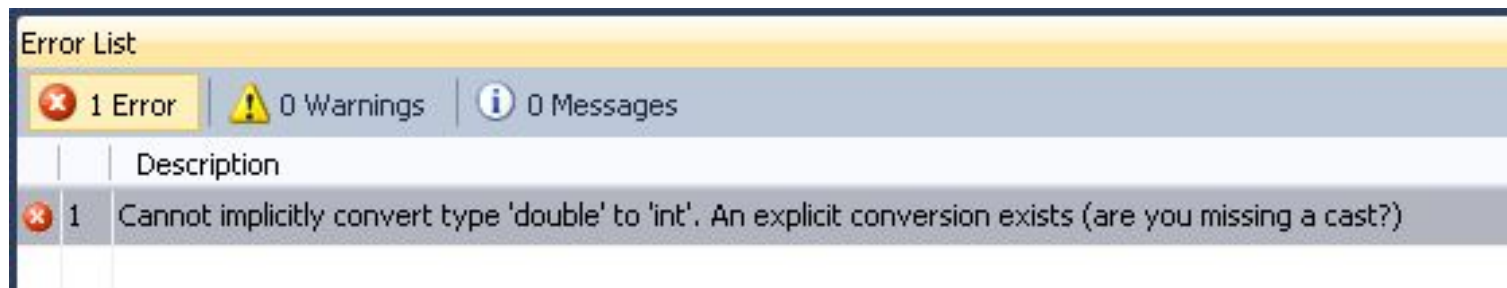 Error List
1 Error 0 Warnings 0 Messages
Description
1 Cannot implicitly convert type 'double' to 'int'. An explicit conversion exists (are you missing a cast?)